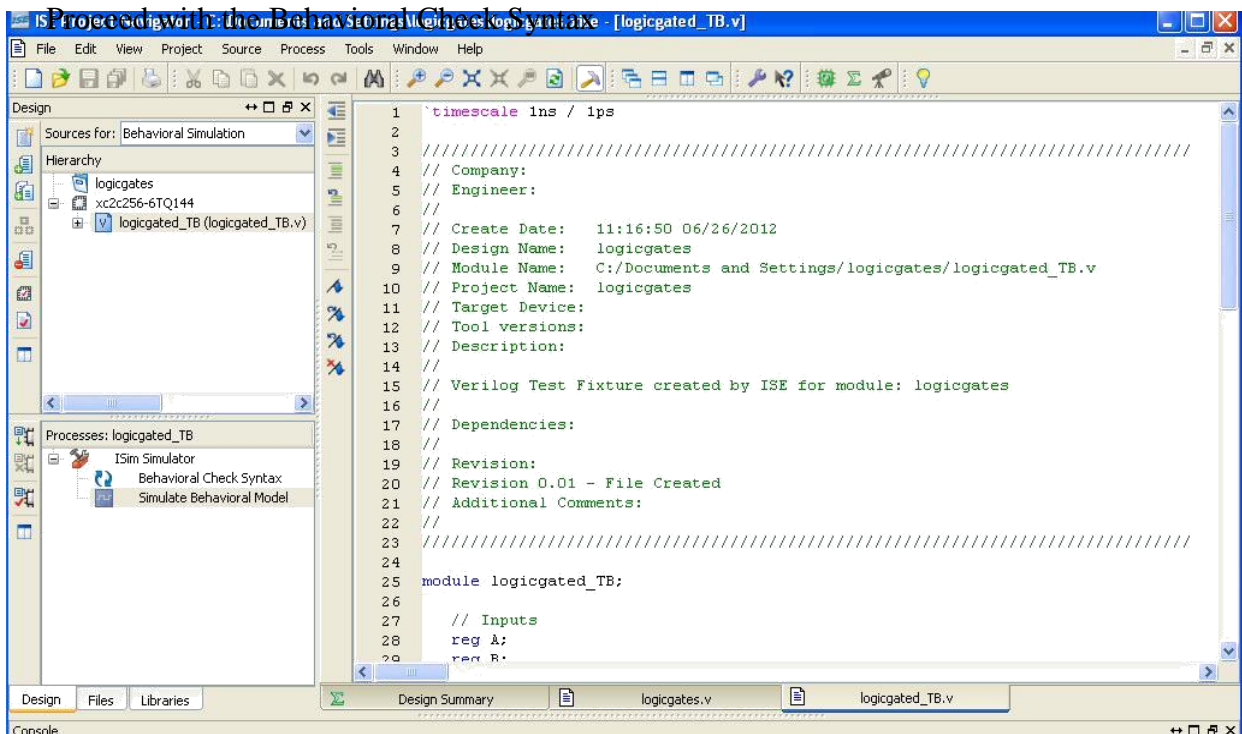 Proceed with the Behavioral Check Syntax
[logicgated_TB.v]
File Edit View Project Source Process Tools Window Help
Design
Sources for: Behavioral Simulation
Hierarchy
logicgates
xc2c256-6TQ144
logicgated_TB (logicgated_TB.v)
Processes: logicgated_TB
ISim Simulator
Behavioral Check Syntax
Simulate Behavioral Model
Design Files Libraries
1 `timescale 1ns / 1ps
2
3 ////////////////////////////////////////////////////////////////////////////////
4 // Company:
5 // Engineer:
6 //
7 // Create Date: 11:16:50 06/26/2012
8 // Design Name: logicgates
9 // Module Name: C:/Documents and Settings/logicgates/logicgated_TB.v
10 // Project Name: logicgates
11 // Target Device:
12 // Tool versions:
13 // Description:
14 //
15 // Verilog Test Fixture created by ISE for module: logicgates
16 //
17 // Dependencies:
18 //
19 // Revision:
20 // Revision 0.01 - File Created
21 // Additional Comments:
22 //
23 ////////////////////////////////////////////////////////////////////////////////
24
25 module logicgated_TB;
26
27 // Inputs
28 reg A;
29 reg B;
Design Summary logicgates.v logicgated_TB.v
Console